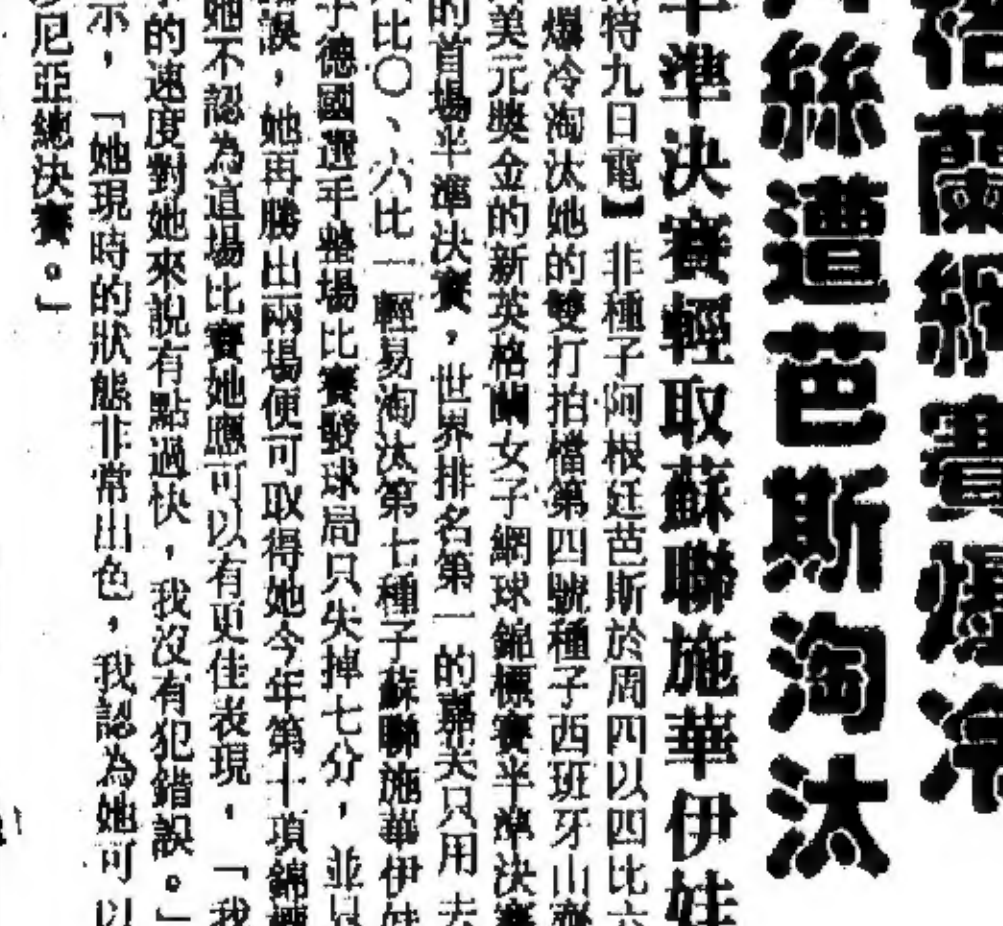 格蘭網賽爆冷
絲遭芭斯淘汰
準決賽輕取蘇聯施華伊娃
特九日電】非種子阿根廷芭斯於周四以四比六
爆冷淘汰她的雙打拍檔第四號種子西班牙山齊
美元獎金的新英格蘭女子網球錦標賽半準決賽
的首場半準決賽，世界排名第一的嘉芙只用去
比〇、六比一輕易淘汰第七種子蘇聯施華伊娃
德國選手整場比賽發球局只失掉七分，並只
誤，她再勝出兩場便可取得她今年第十項錦標
她不認為這場比賽她應可以有更佳表現，「我
的速度對她來說有點過快，我沒有犯錯誤。」
示，「她現時的狀態非常出色，我認為她可以
尼亞總決賽。」